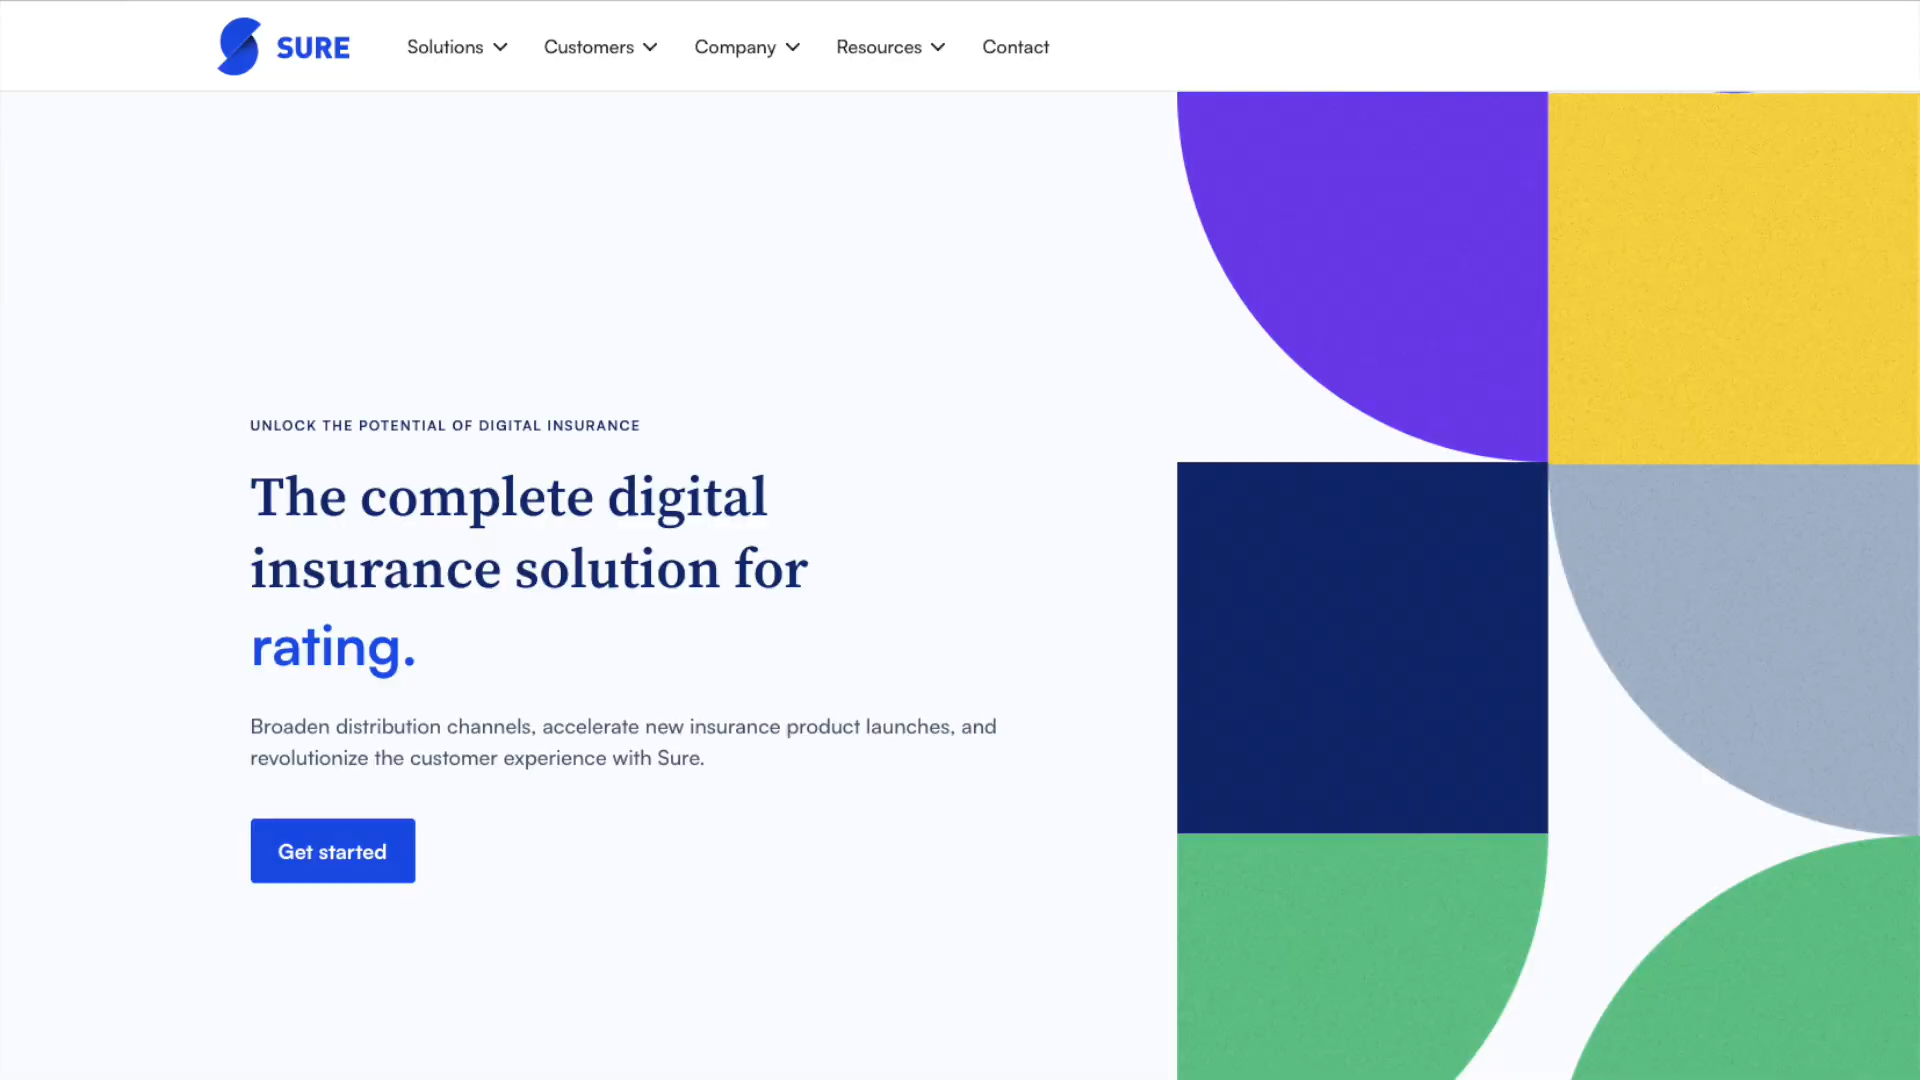 SURE
Solutions
Customers
Company
Resources
Contact
UNLOCK THE POTENTIAL OF DIGITAL INSURANCE
The complete digital
insurance solution for
rating.
Broaden distribution channels, accelerate new insurance product launches, and
revolutionize the customer experience with Sure.
Get started